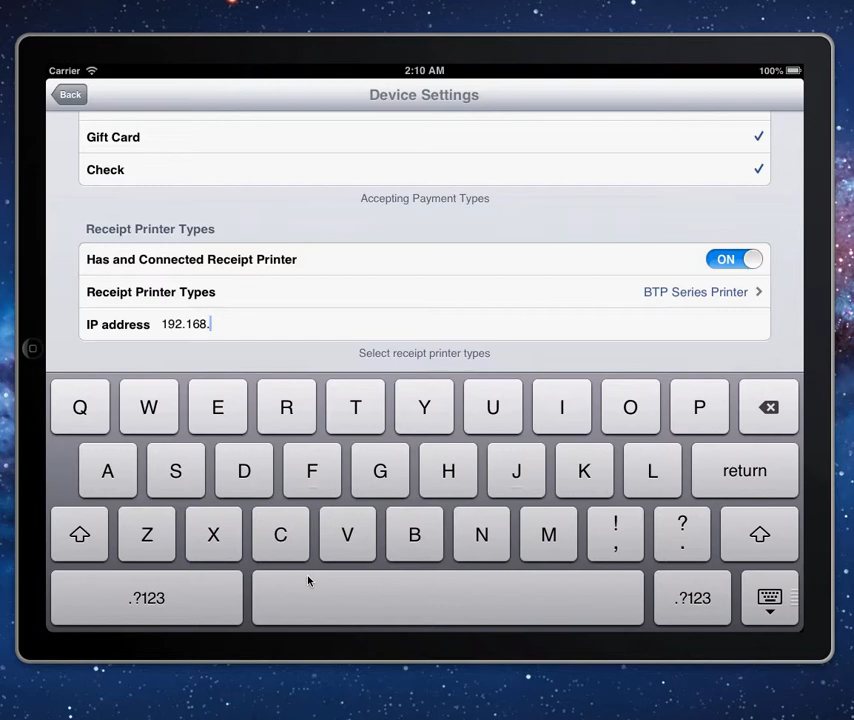 Carrier 2:10 AM 100%
Back Device Settings
Gift Card
Check
Accepting Payment Types
Receipt Printer Types
Has and Connected Receipt Printer ON
Receipt Printer Types BTP Series Printer
IP address 192.168.
Select receipt printer types
Q W E R T Y U I O P
A S D F G H J K L return
Z X C V B N M ! , ? .
.?123 .?123